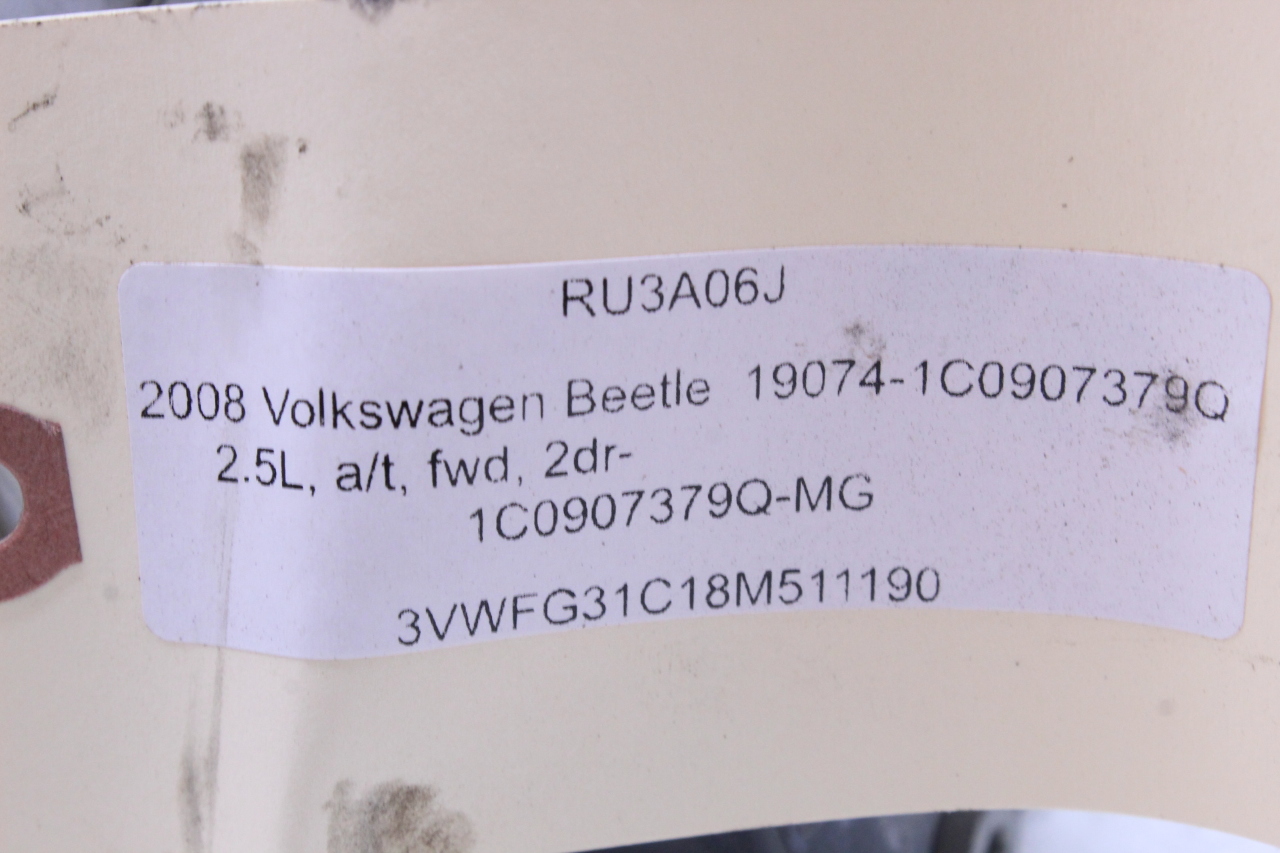 RU3A06J
2008 Volkswagen Beetle 19074-1C0907379Q
2.5L, a/t, fwd, 2dr-
1C0907379Q-MG
3VWFG31C18M511190